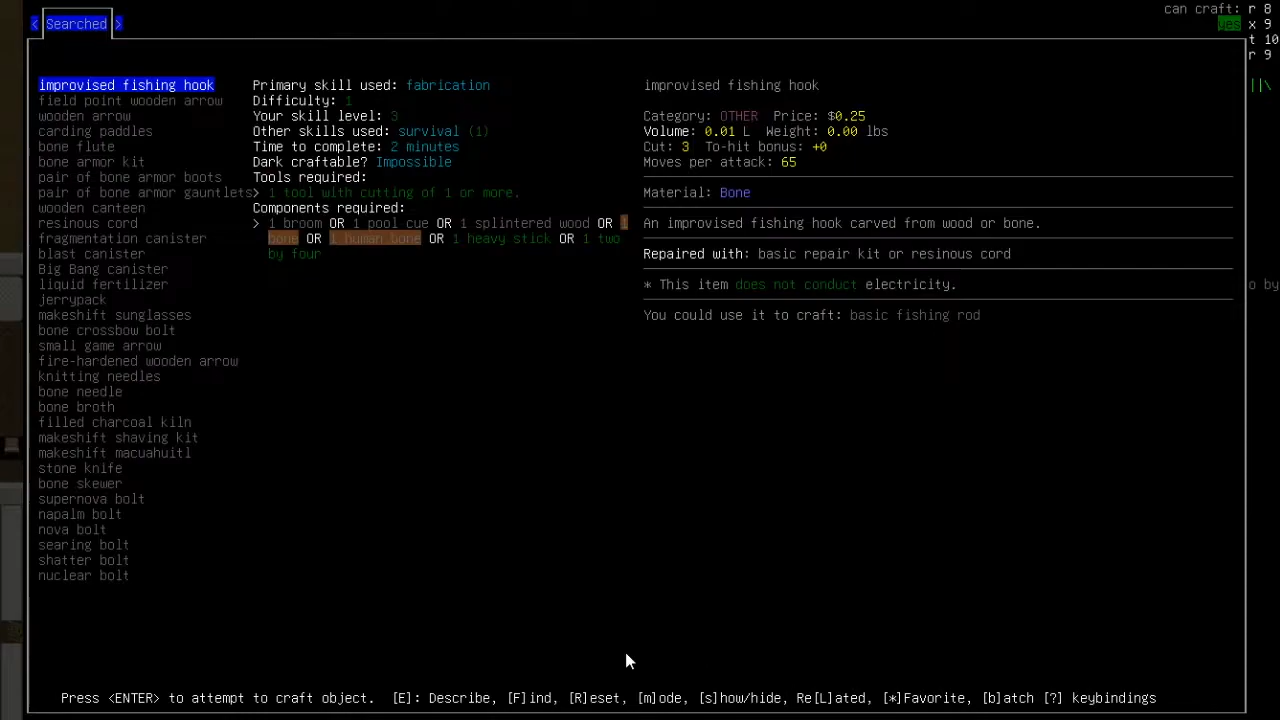 can craft: r 8
< Searched > yes x 9
t 10
r 9
||\
improvised fishing hook
field point wooden arrow
wooden arrow
carding paddles
bone flute
bone armor kit
pair of bone armor boots
pair of bone armor gauntlets
wooden canteen
resinous cord
fragmentation canister
blast canister
Big Bang canister
liquid fertilizer
jerrypack
makeshift sunglasses
bone crossbow bolt
small game arrow
fire-hardened wooden arrow
knitting needles
bone needle
bone broth
filled charcoal kiln
makeshift shaving kit
makeshift macuahuitl
stone knife
bone skewer
supernova bolt
napalm bolt
nova bolt
searing bolt
shatter bolt
nuclear bolt
Primary skill used: fabrication
Difficulty: 1
Your skill level: 3
Other skills used: survival (1)
Time to complete: 2 minutes
Dark craftable? Impossible
Tools required:
> 1 tool with cutting of 1 or more.
Components required:
> 1 broom OR 1 pool cue OR 1 splintered wood OR 1
bone OR 1 human bone OR 1 heavy stick OR 1 two
by four
improvised fishing hook
Category: OTHER Price: $0.25
Volume: 0.01 L Weight: 0.00 lbs
Cut: 3 To-hit bonus: +0
Moves per attack: 65
Material: Bone
An improvised fishing hook carved from wood or bone.
Repaired with: basic repair kit or resinous cord
* This item does not conduct electricity.
You could use it to craft: basic fishing rod
o by
Press <ENTER> to attempt to craft object. [E]: Describe, [F]ind, [R]eset, [m]ode, [s]how/hide, Re[L]ated, [*]Favorite, [b]atch [?] keybindings